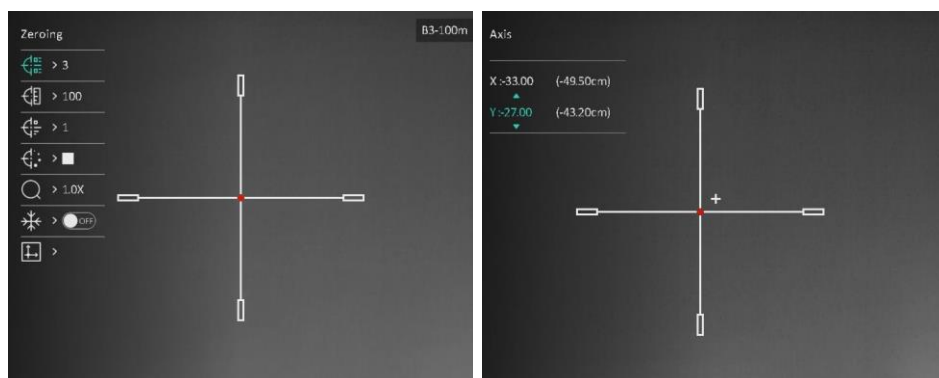 Zeroing
B3-100m
> 3
> 100
> 1
>
> 1.0X
> OFF
>
Axis
X:-33.00 (-49.50cm)
Y:-27.00 (-43.20cm)